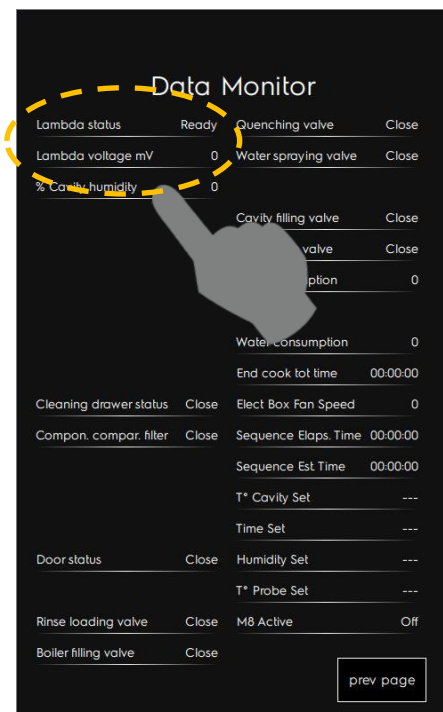 Data Monitor
Lambda status Ready
Lambda voltage mV 0
% Cavity humidity 0
Cleaning drawer status Close
Compon. compar. filter Close
Door status Close
Rinse loading valve Close
Boiler filling valve Close
Quenching valve Close
Water spraying valve Close
Cavity filling valve Close
valve Close
0
Water consumption 0
End cook tot time 00:00:00
Elect Box Fan Speed 0
Sequence Elaps. Time 00:00:00
Sequence Est Time 00:00:00
T° Cavity Set ---
Time Set ---
Humidity Set ---
T° Probe Set ---
M8 Active Off
prev page